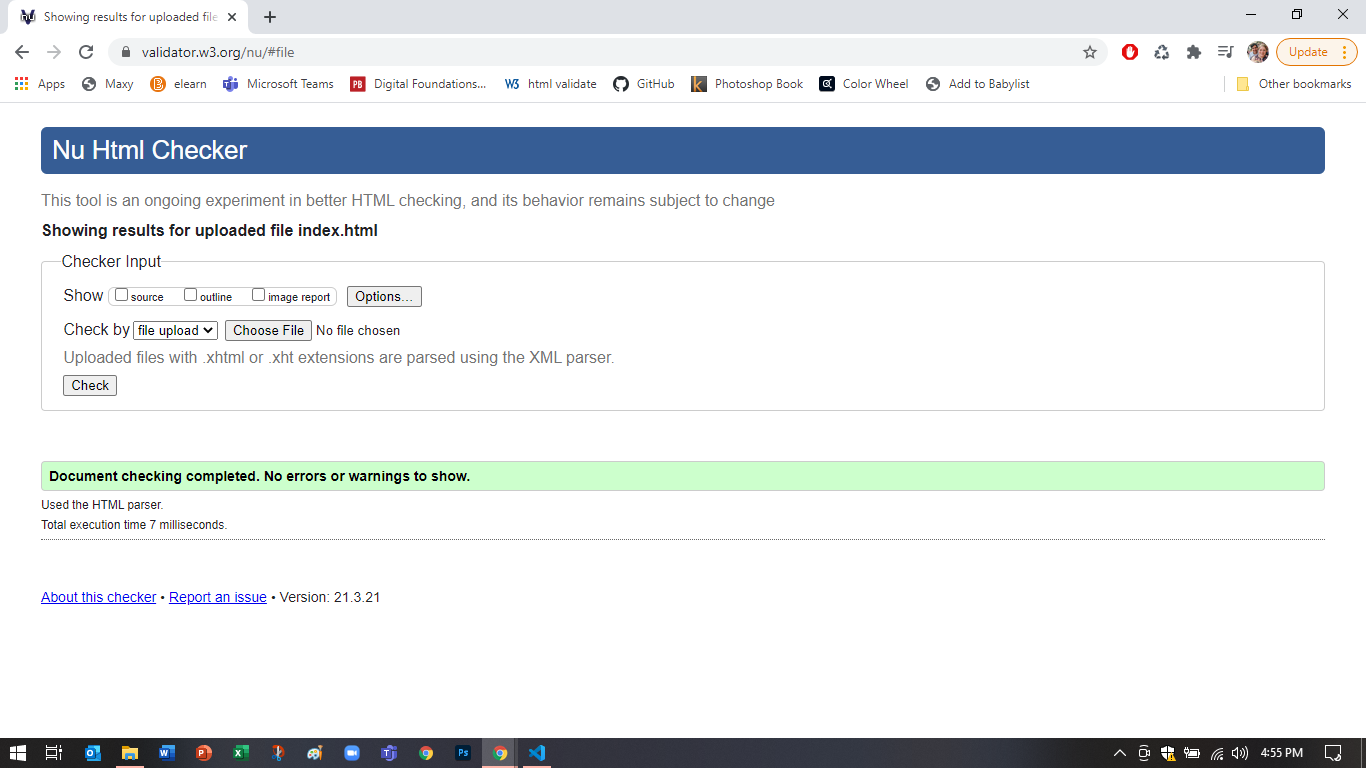 Showing results for uploaded file
validator.w3.org/nu/#file
Update
Apps
Maxy
elearn
Microsoft Teams
PB
Digital Foundations...
W3
html validate
GitHub
Photoshop Book
Color Wheel
Add to Babylist
Other bookmarks
Nu Html Checker
This tool is an ongoing experiment in better HTML checking, and its behavior remains subject to change
Showing results for uploaded file index.html
Checker Input
Show source outline image report Options...
Check by file upload Choose File No file chosen
Uploaded files with .xhtml or .xht extensions are parsed using the XML parser.
Check
Document checking completed. No errors or warnings to show.
Used the HTML parser.
Total execution time 7 milliseconds.
About this checker • Report an issue • Version: 21.3.21
Ps
4:55 PM